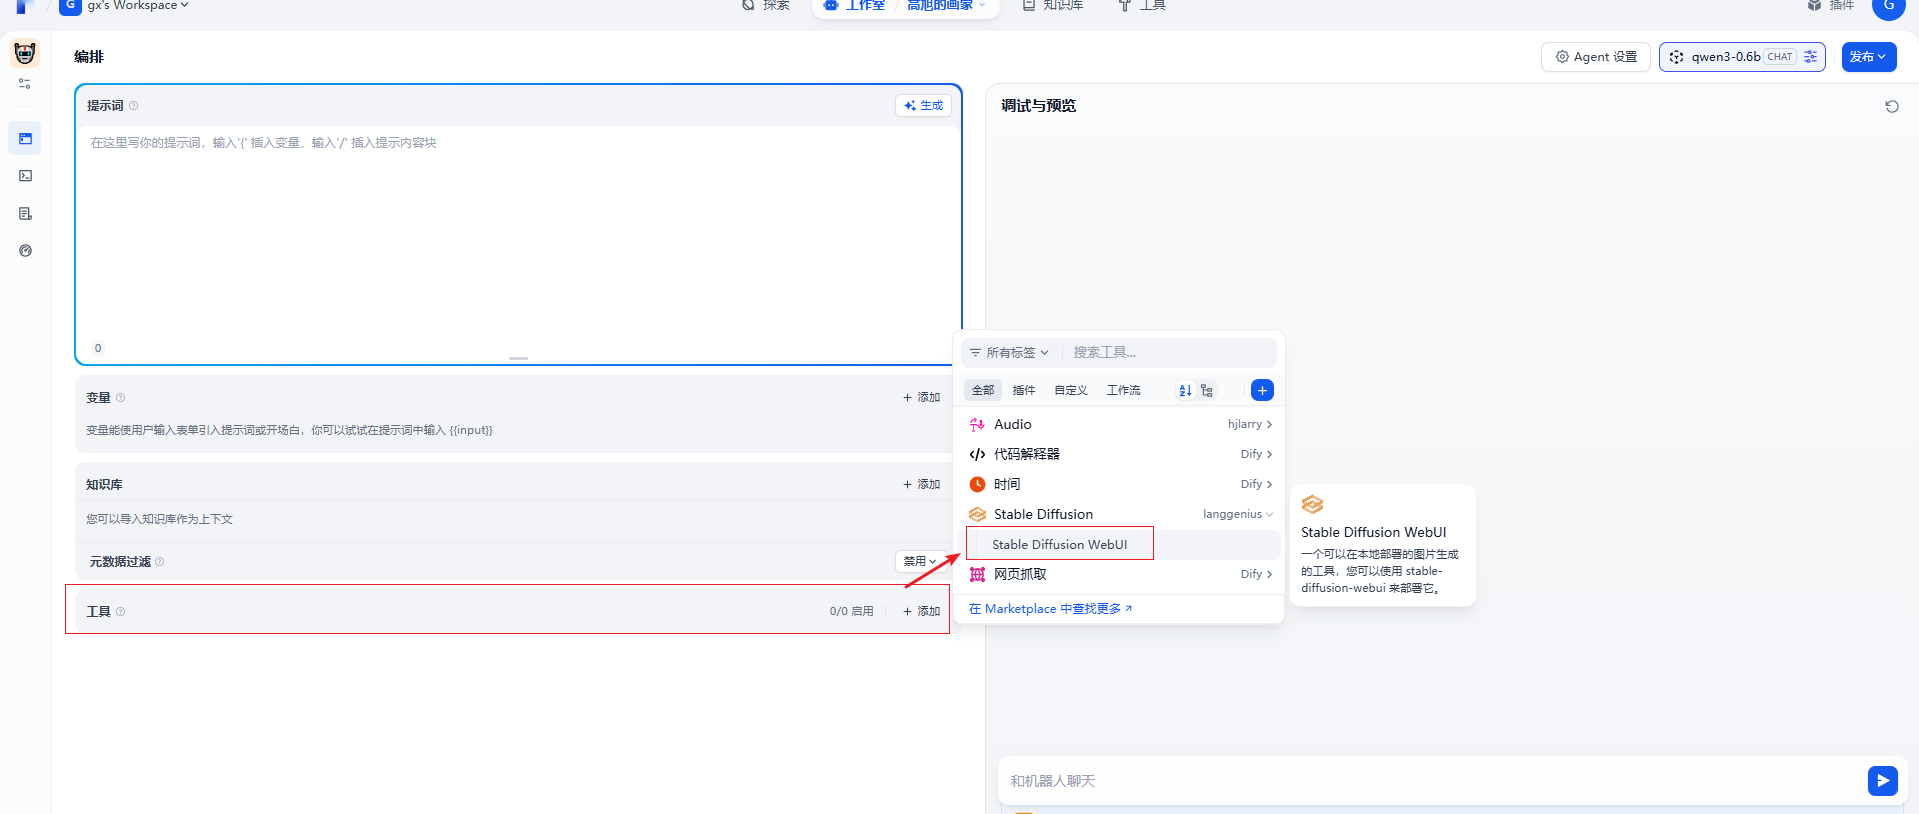 G gx's Workspace
探索
工作室
高旭的画家
知识库
工具
插件
G
编排
Agent 设置
qwen3-0.6b CHAT
发布
提示词
生成
在这里写你的提示词，输入'{' 插入变量、输入'/' 插入提示内容块
0
变量
+ 添加
变量能使用户输入表单引入提示词或开场白，你可以试试在提示词中输入 {{input}}
知识库
+ 添加
您可以导入知识库作为上下文
元数据过滤
禁用
工具
0/0 启用
+ 添加
所有标签
搜索工具...
全部 插件 自定义 工作流
Audio hjlarry
代码解释器 Dify
时间 Dify
Stable Diffusion langgenius
Stable Diffusion WebUI
网页抓取 Dify
在 Marketplace 中查找更多
Stable Diffusion WebUI
一个可以在本地部署的图片生成
的工具，您可以使用 stable-
diffusion-webui 来部署它。
调试与预览
和机器人聊天